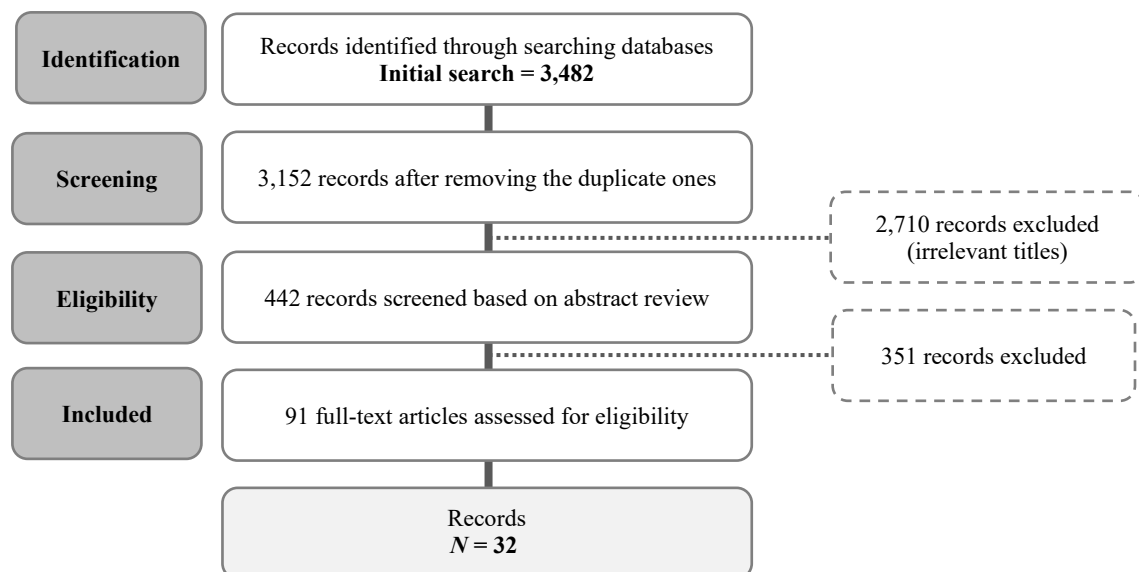 Identification
Records identified through searching databases
Initial search = 3,482
Screening
3,152 records after removing the duplicate ones
2,710 records excluded
(irrelevant titles)
Eligibility
442 records screened based on abstract review
351 records excluded
Included
91 full-text articles assessed for eligibility
Records
N = 32